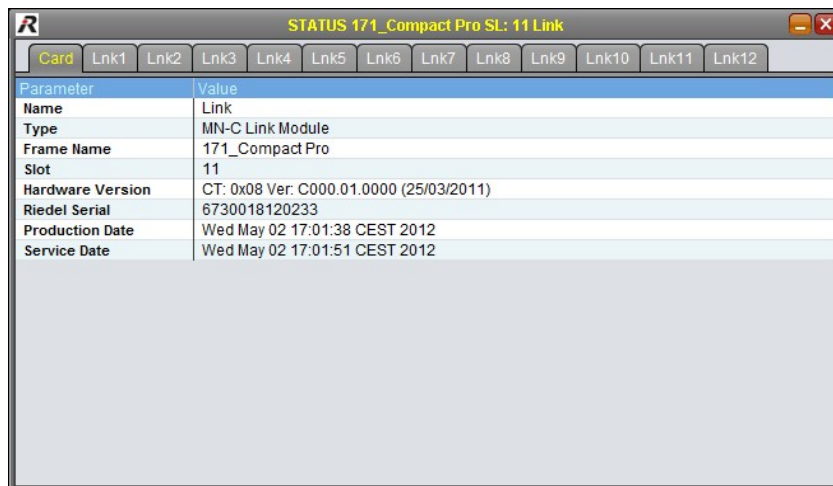 STATUS 171_Compact Pro SL: 11 Link
Card Lnk1 Lnk2 Lnk3 Lnk4 Lnk5 Lnk6 Lnk7 Lnk8 Lnk9 Lnk10 Lnk11 Lnk12
Parameter Value
Name Link
Type MN-C Link Module
Frame Name 171_Compact Pro
Slot 11
Hardware Version CT: 0x08 Ver: C000.01.0000 (25/03/2011)
Riedel Serial 6730018120233
Production Date Wed May 02 17:01:38 CEST 2012
Service Date Wed May 02 17:01:51 CEST 2012